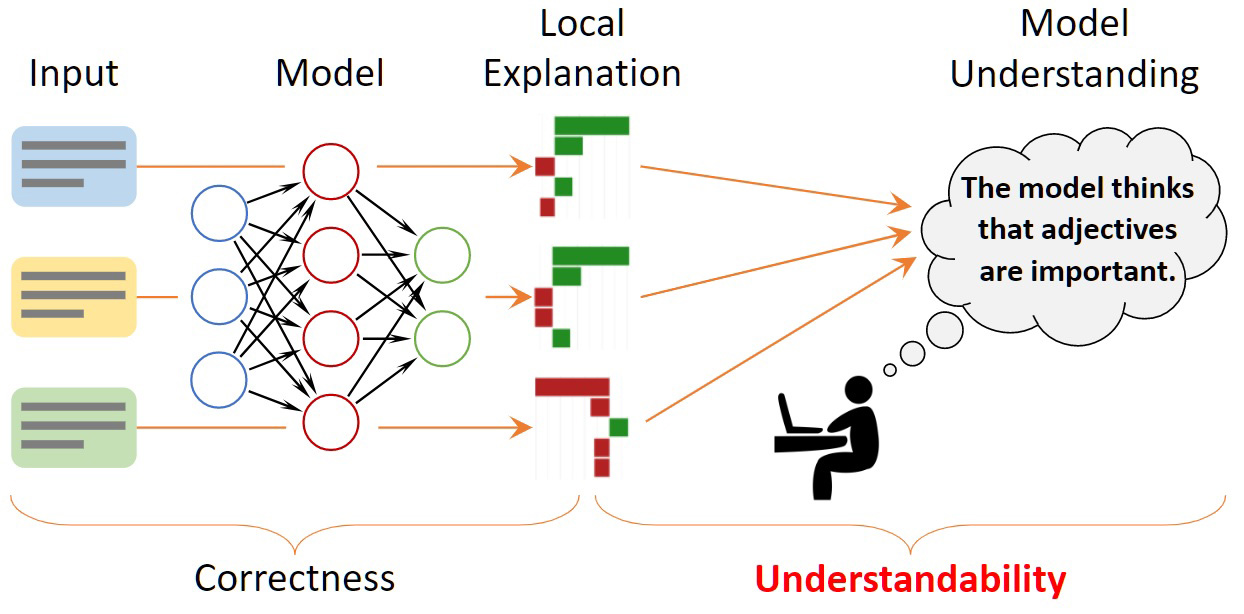 Input
Model
Local
Explanation
Model
Understanding
The model thinks
that adjectives
are important.
Correctness
Understandability